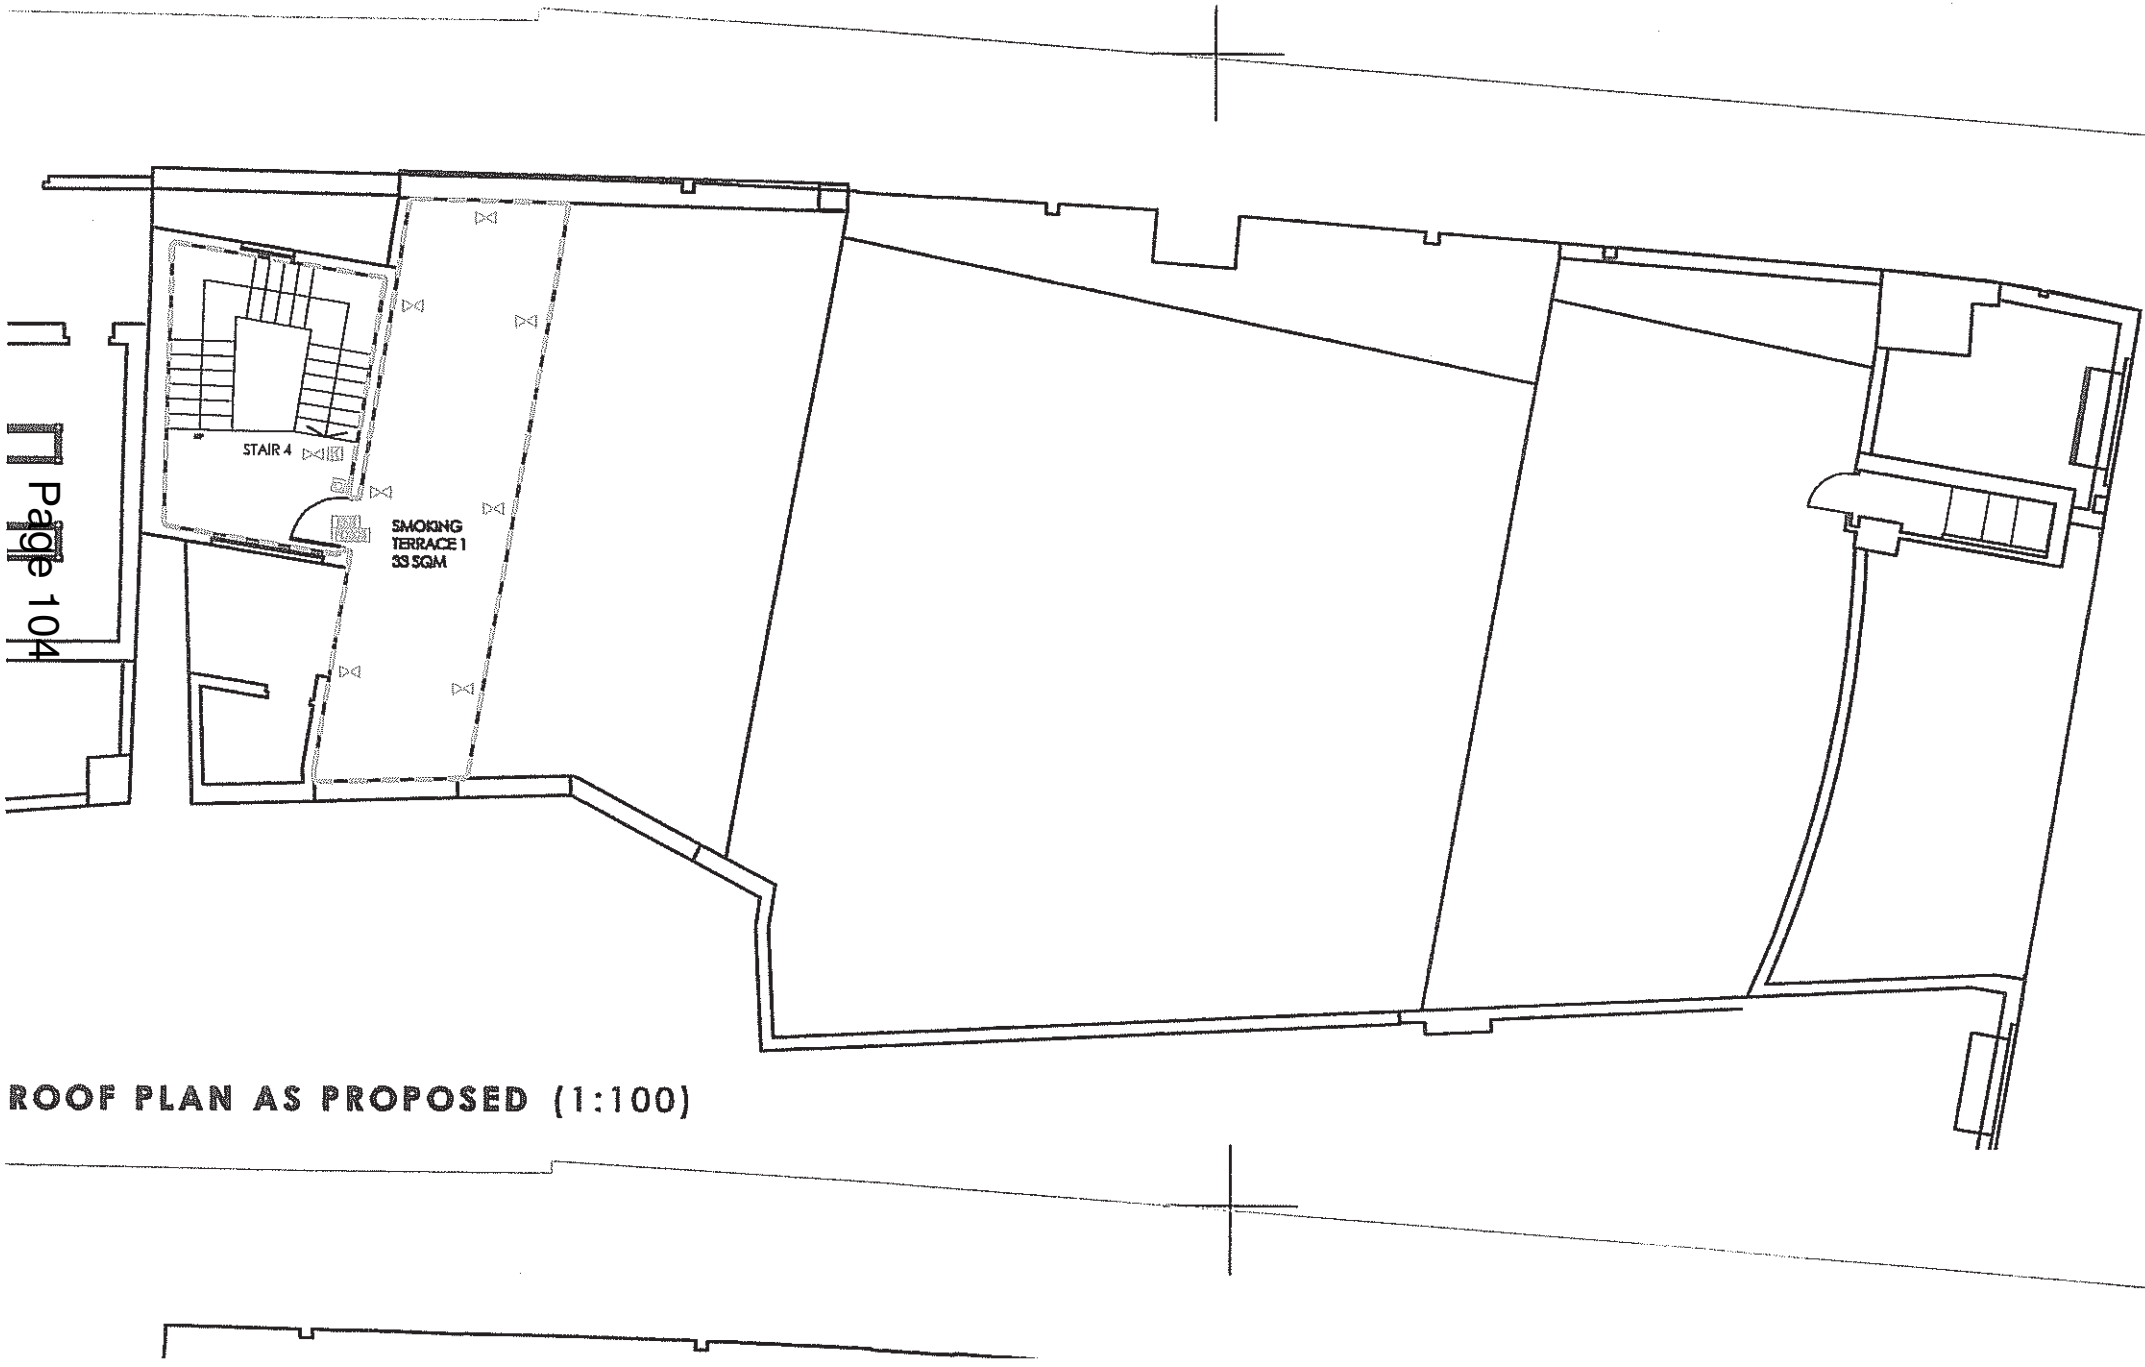 STAIR 4
SMOKING
TERRACE 1
33 SQM
Page 104
ROOF PLAN AS PROPOSED (1:100)